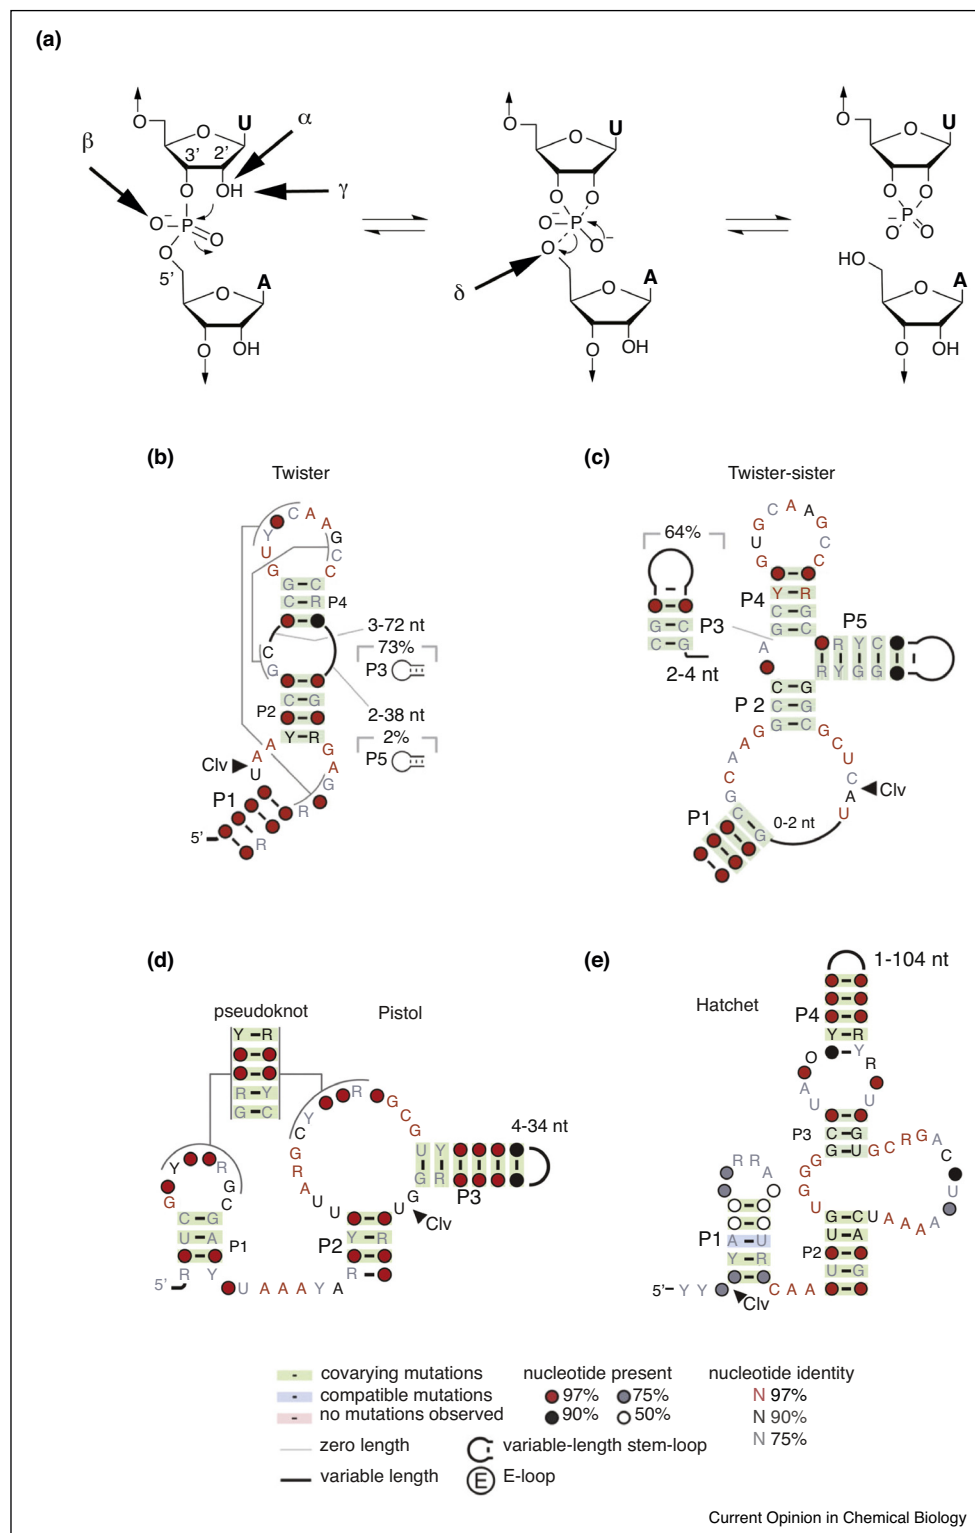 (a)
U
O
O
3'
2'
O
OH
β
α
γ
O–
P
O
O
5'
O
A
O
OH
O
O
U
O
O
O–
P
O–
O
δ
O
A
O
OH
O
O
U
O
O
P
O–
O
HO
O
A
O
OH
(b)
Twister
Y C A A
U G
G C C
G C
C R P4
3-72 nt
73%
P3
C
G
C G
P2
2-38 nt
2%
P5
Y R
A G
A A
U G
R
Clv
P1
5'
R
(c)
Twister-sister
64%
C A A
G G
U C
G C
Y R
P4
C G
G C
P3
G C
C G
2-4 nt
A
P5
R Y C
R Y G G
C G
P 2
C G
G C
A G G
A C
C U
G C
C A
G U
Clv
P1
0-2 nt
(d)
pseudoknot
Pistol
Y R
R Y
G C
Y R
G G
C
C G
U A
P1
5'
R Y
U A A A Y A
Y R G
C C
G G
R
A
U U
U G
Y R
P2
R
U Y
G R
P3
4-34 nt
Clv
(e)
Hatchet
1-104 nt
P4
Y R
Y
O R
A U
U
P3
C G
G U G C R G A
G C
G
G
U U
G C U A A A A
U A
P2
U G
R R A
P1
A U
Y R
5'
Y Y
Clv
C A A
covarying mutations
compatible mutations
no mutations observed
zero length
variable length
nucleotide present
97%
75%
90%
50%
variable-length stem-loop
E
E-loop
nucleotide identity
N 97%
N 90%
N 75%
Current Opinion in Chemical Biology